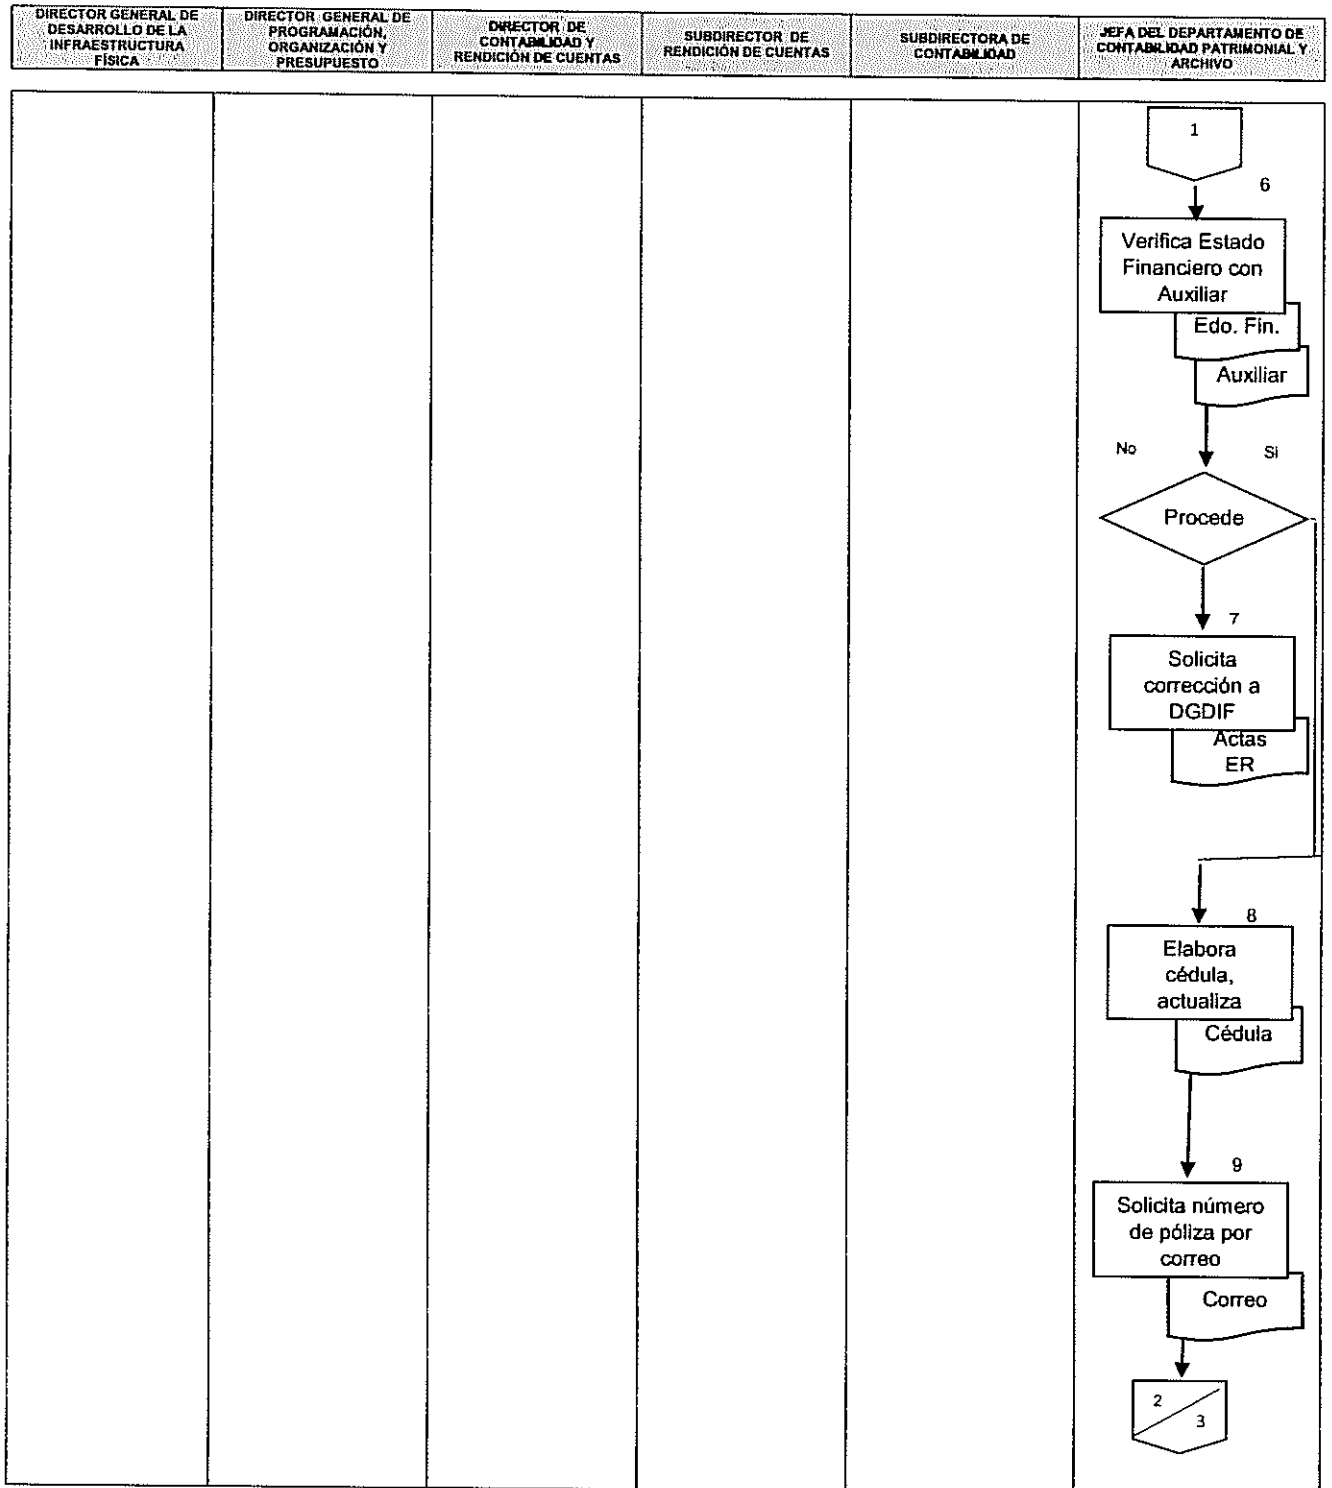 DIRECTOR GENERAL DE
DESARROLLO DE LA
INFRAESTRUCTURA
FÍSICA
DIRECTOR GENERAL DE
PROGRAMACIÓN,
ORGANIZACIÓN Y
PRESUPUESTO
DIRECTOR DE
CONTABILIDAD Y
RENDICIÓN DE CUENTAS
SUBDIRECTOR DE
RENDICIÓN DE CUENTAS
SUBDIRECTORA DE
CONTABILIDAD
JEFA DEL DEPARTAMENTO DE
CONTABILIDAD PATRIMONIAL Y
ARCHIVO
1
6
Verifica Estado
Financiero con
Auxiliar
Edo. Fin.
Auxiliar
No
Si
Procede
7
Solicita
corrección a
DGDIF
Actas
ER
8
Elabora
cédula,
actualiza
Cédula
9
Solicita número
de póliza por
correo
Correo
2
3